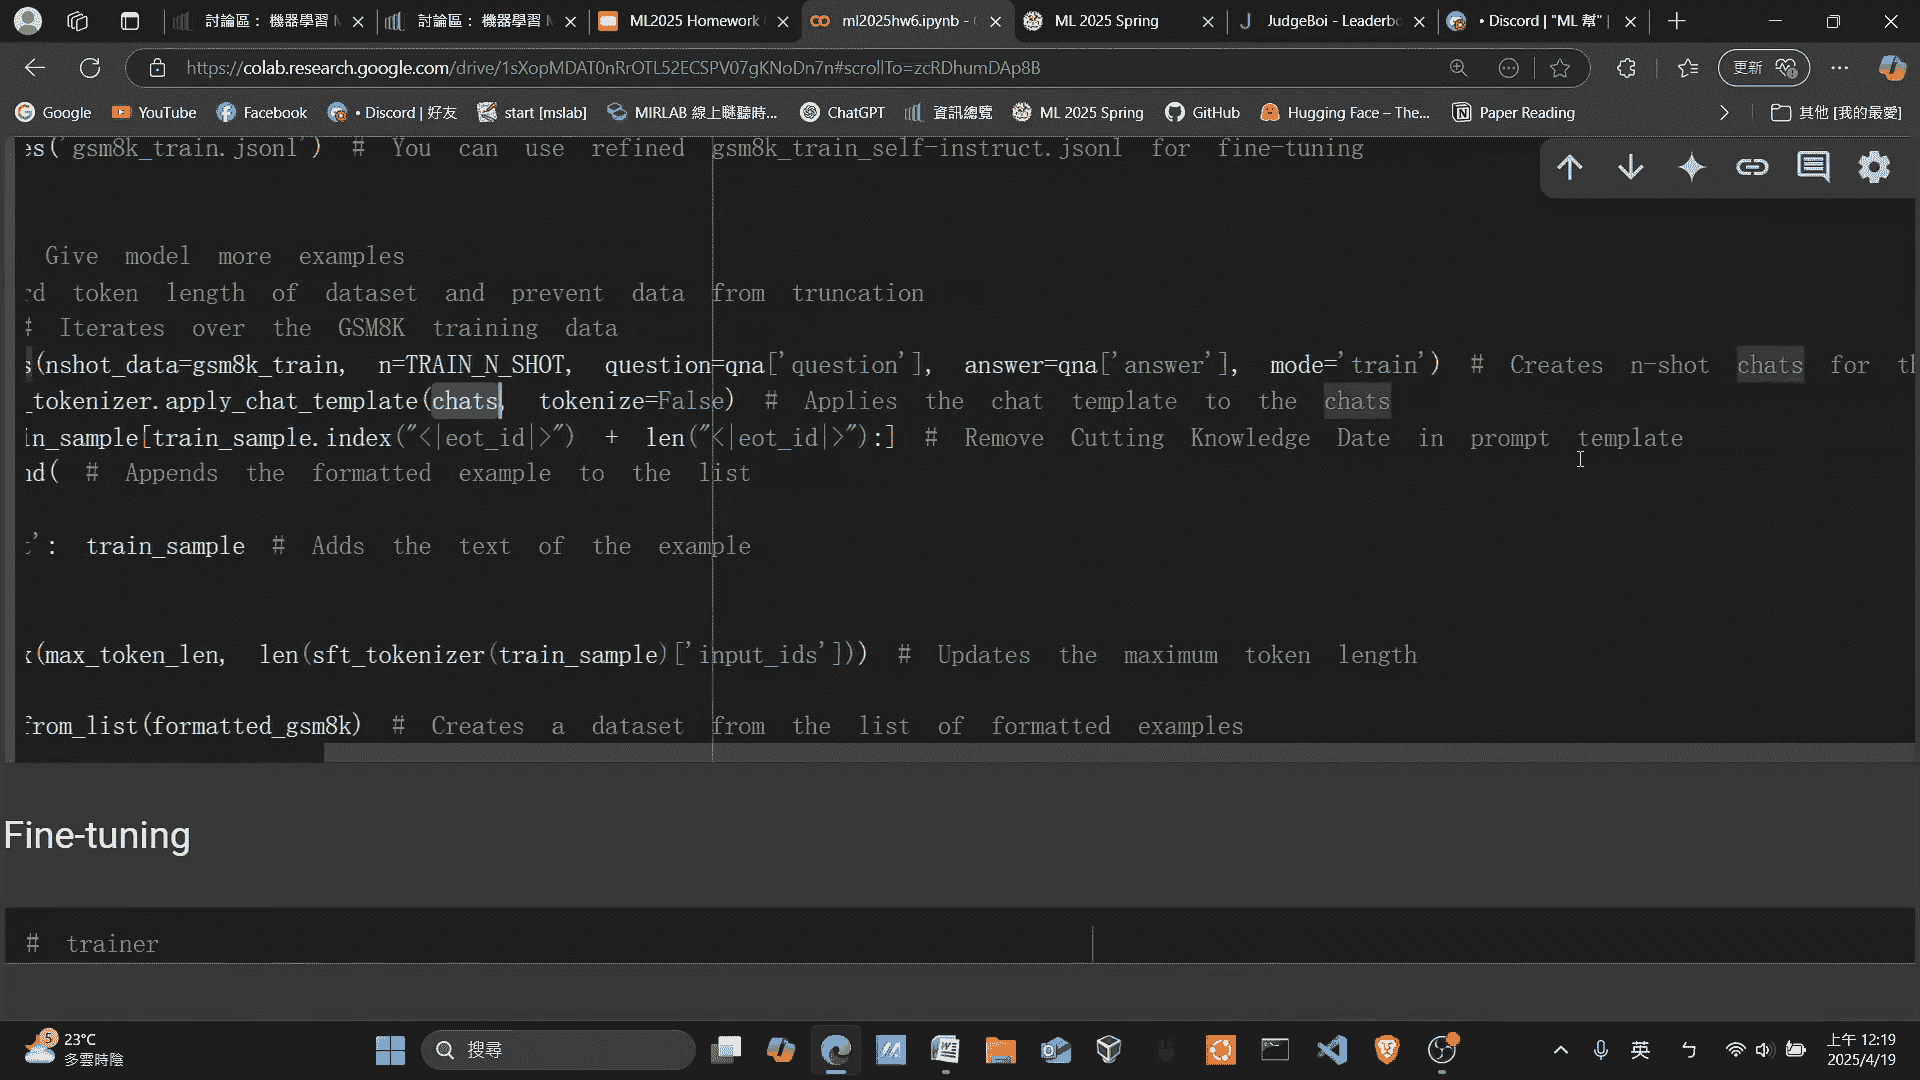 討論區： 機器學習
討論區： 機器學習
ML2025 Homework
ml2025hw6.ipynb -
ML 2025 Spring
JudgeBoi - Leaderbo
• Discord | "ML 幫" |
https://colab.research.google.com/drive/1sXopMDAT0nRrOTL52ECSPV07gKNoDn7n#scrollTo=zcRDhumDAp8B
更新
Google
YouTube
Facebook
• Discord | 好友
start [mslab]
MIRLAB 線上瞇聽時...
ChatGPT
資訊總覽
ML 2025 Spring
GitHub
Hugging Face – The...
Paper Reading
其他 [我的最愛]
es('gsm8k_train.jsonl') # You can use refined gsm8k_train_self-instruct.jsonl for fine-tuning
Give model more examples
rd token length of dataset and prevent data from truncation
# Iterates over the GSM8K training data
s(nshot_data=gsm8k_train, n=TRAIN_N_SHOT, question=qna['question'], answer=qna['answer'], mode='train') # Creates n-shot chats for th
_tokenizer.apply_chat_template(chats, tokenize=False) # Applies the chat template to the chats
in_sample[train_sample.index("<|eot_id|>") + len("<|eot_id|>"):] # Remove Cutting Knowledge Date in prompt template
nd( # Appends the formatted example to the list
t': train_sample # Adds the text of the example
x(max_token_len, len(sft_tokenizer(train_sample)['input_ids'])) # Updates the maximum token length
from_list(formatted_gsm8k) # Creates a dataset from the list of formatted examples
Fine-tuning
# trainer
23°C
多雲時陰
搜尋
英
ㄅ
上午 12:19
2025/4/19